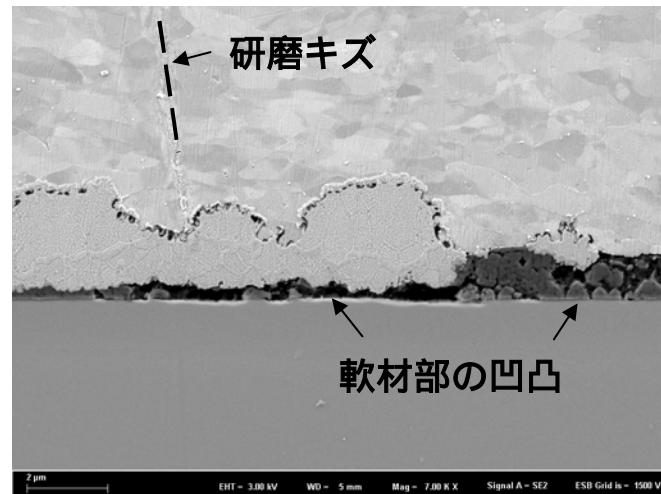 研磨キズ
軟材部の凹凸
2 µm
EHT = 3.00 kV WD = 5 mm Mag = 7.00 K X Signal A = SE2 ESB Grid is = 1500 V